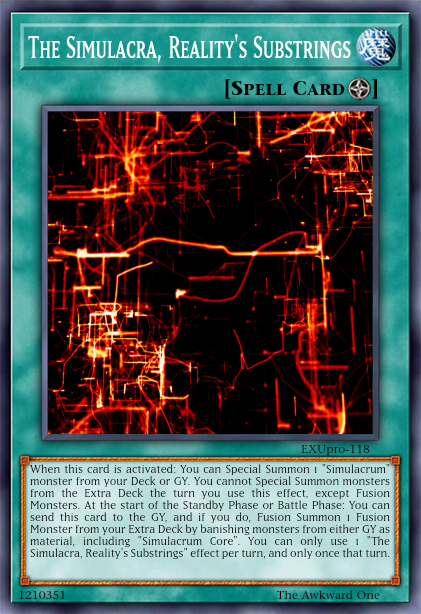 The Simulacra, Reality's Substrings
魔
[Spell Card]
EXUpro-118
When this card is activated: You can Special Summon 1 "Simulacrum"
monster from your Deck or GY. You cannot Special Summon monsters
from the Extra Deck the turn you use this effect, except Fusion
Monsters. At the start of the Standby Phase or Battle Phase: You can
send this card to the GY, and if you do, Fusion Summon 1 Fusion
Monster from your Extra Deck by banishing monsters from either GY as
material, including "Simulacrum Core". You can only use 1 "The
Simulacra, Reality's Substrings" effect per turn, and only once that turn.
1210351 The Awkward One